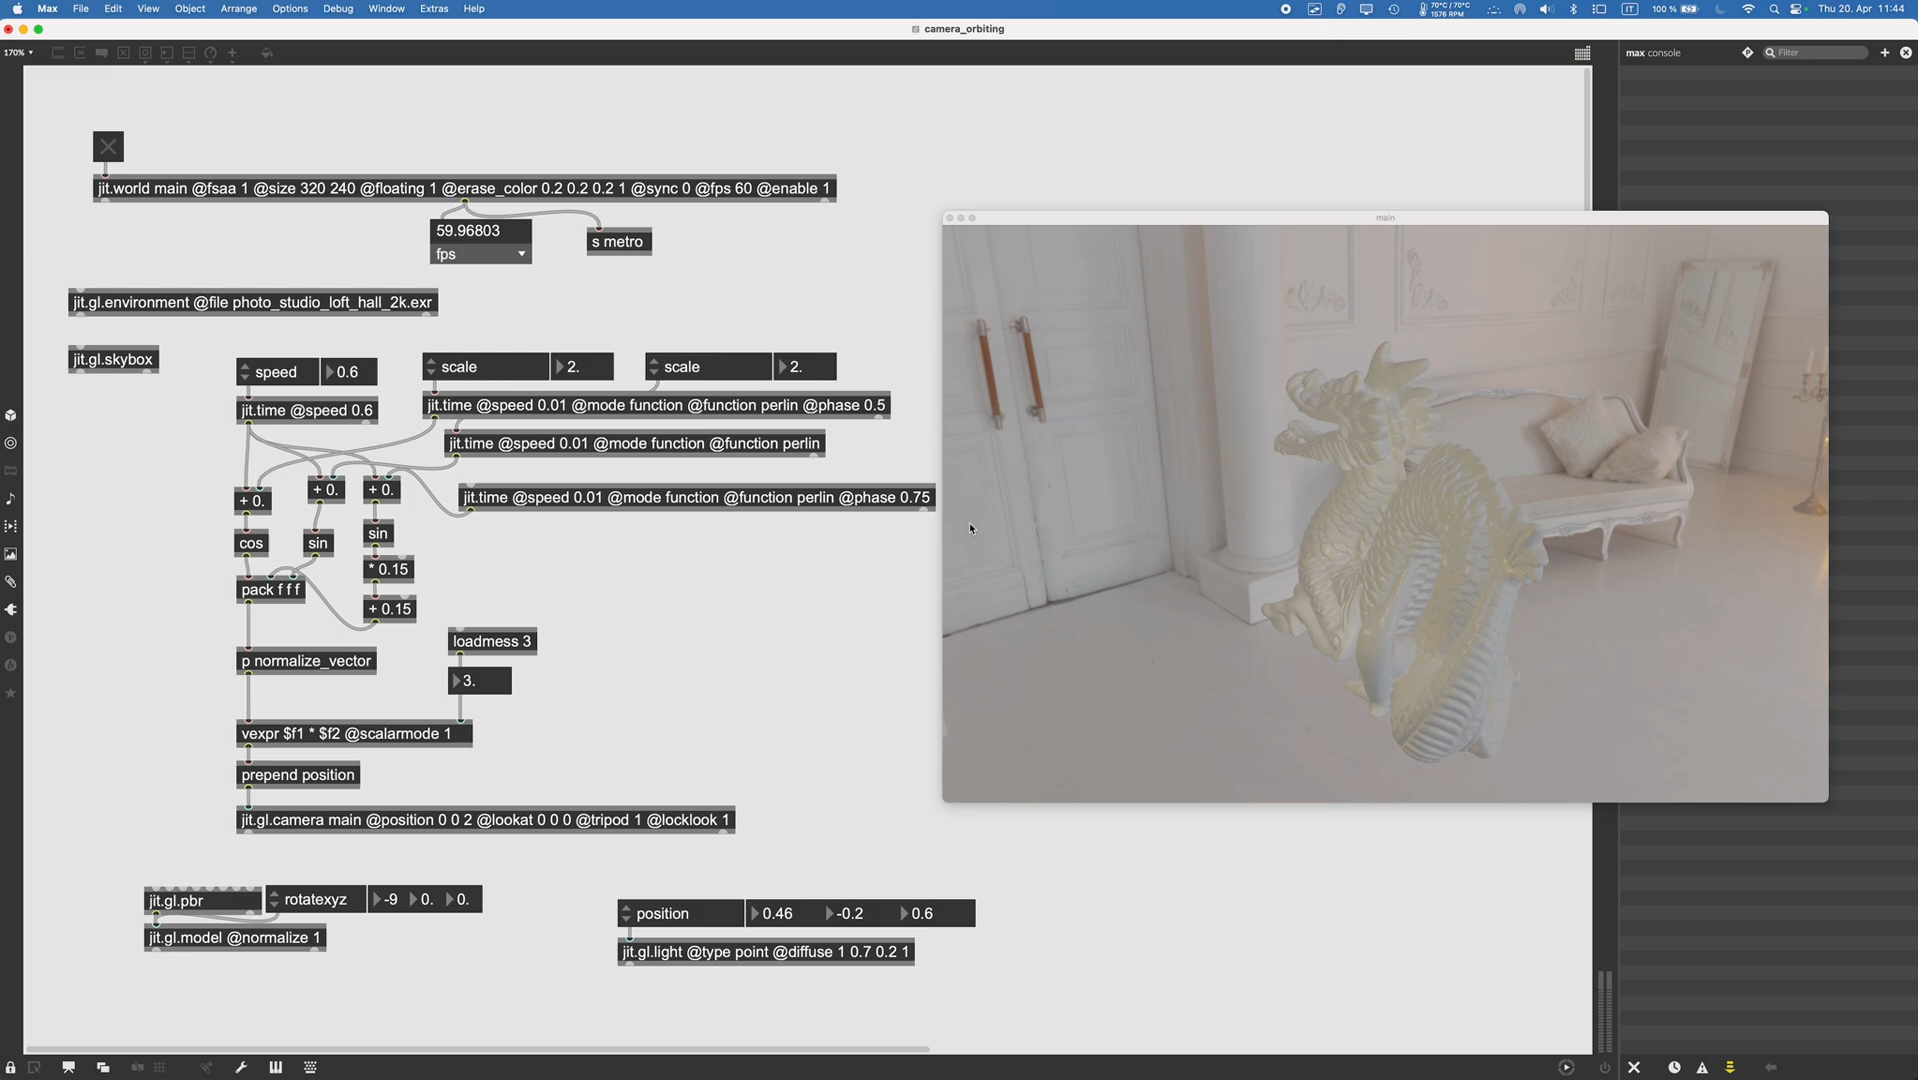 Max File Edit View Object Arrange Options Debug Window Extras Help
70°C / 70°C
1576 RPM
IT
100 %
Thu 20. Apr 11:44
camera_orbiting
170%
max console
Filter
jit.world main @fsaa 1 @size 320 240 @floating 1 @erase_color 0.2 0.2 0.2 1 @sync 0 @fps 60 @enable 1
59.96803
fps
s metro
main
jit.gl.environment @file photo_studio_loft_hall_2k.exr
jit.gl.skybox
speed 0.6
scale 2.
scale 2.
jit.time @speed 0.6
jit.time @speed 0.01 @mode function @function perlin @phase 0.5
jit.time @speed 0.01 @mode function @function perlin
+ 0.
+ 0.
+ 0.
jit.time @speed 0.01 @mode function @function perlin @phase 0.75
cos
sin
sin
* 0.15
pack f f f
+ 0.15
loadmess 3
p normalize_vector
3.
vexpr $f1 * $f2 @scalarmode 1
prepend position
jit.gl.camera main @position 0 0 2 @lookat 0 0 0 @tripod 1 @locklook 1
jit.gl.pbr
rotatexyz -9 0. 0.
jit.gl.model @normalize 1
position 0.46 -0.2 0.6
jit.gl.light @type point @diffuse 1 0.7 0.2 1